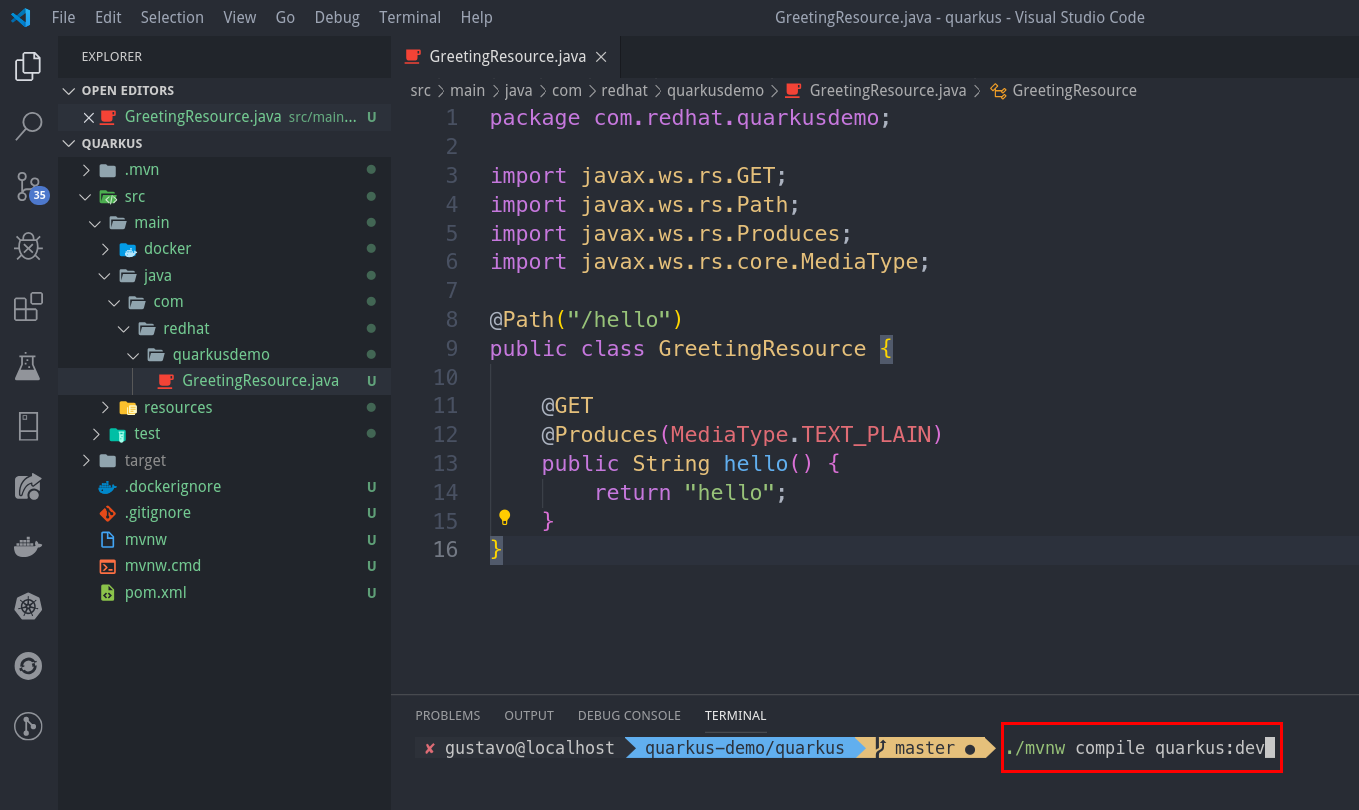 File Edit Selection View Go Debug Terminal Help GreetingResource.java - quarkus - Visual Studio Code
EXPLORER
OPEN EDITORS
GreetingResource.java src/main... U
QUARKUS
.mvn
src
35
main
docker
java
com
redhat
quarkusdemo
GreetingResource.java U
resources
test
target
.dockerignore U
.gitignore U
mvnw U
mvnw.cmd U
pom.xml U
GreetingResource.java
src > main > java > com > redhat > quarkusdemo > GreetingResource.java > GreetingResource
1 package com.redhat.quarkusdemo;
2
3 import javax.ws.rs.GET;
4 import javax.ws.rs.Path;
5 import javax.ws.rs.Produces;
6 import javax.ws.rs.core.MediaType;
7
8 @Path("/hello")
9 public class GreetingResource {
10
11 @GET
12 @Produces(MediaType.TEXT_PLAIN)
13 public String hello() {
14 return "hello";
15 }
16 }
PROBLEMS OUTPUT DEBUG CONSOLE TERMINAL
✘ gustavo@localhost quarkus-demo/quarkus master ● ./mvnw compile quarkus:dev